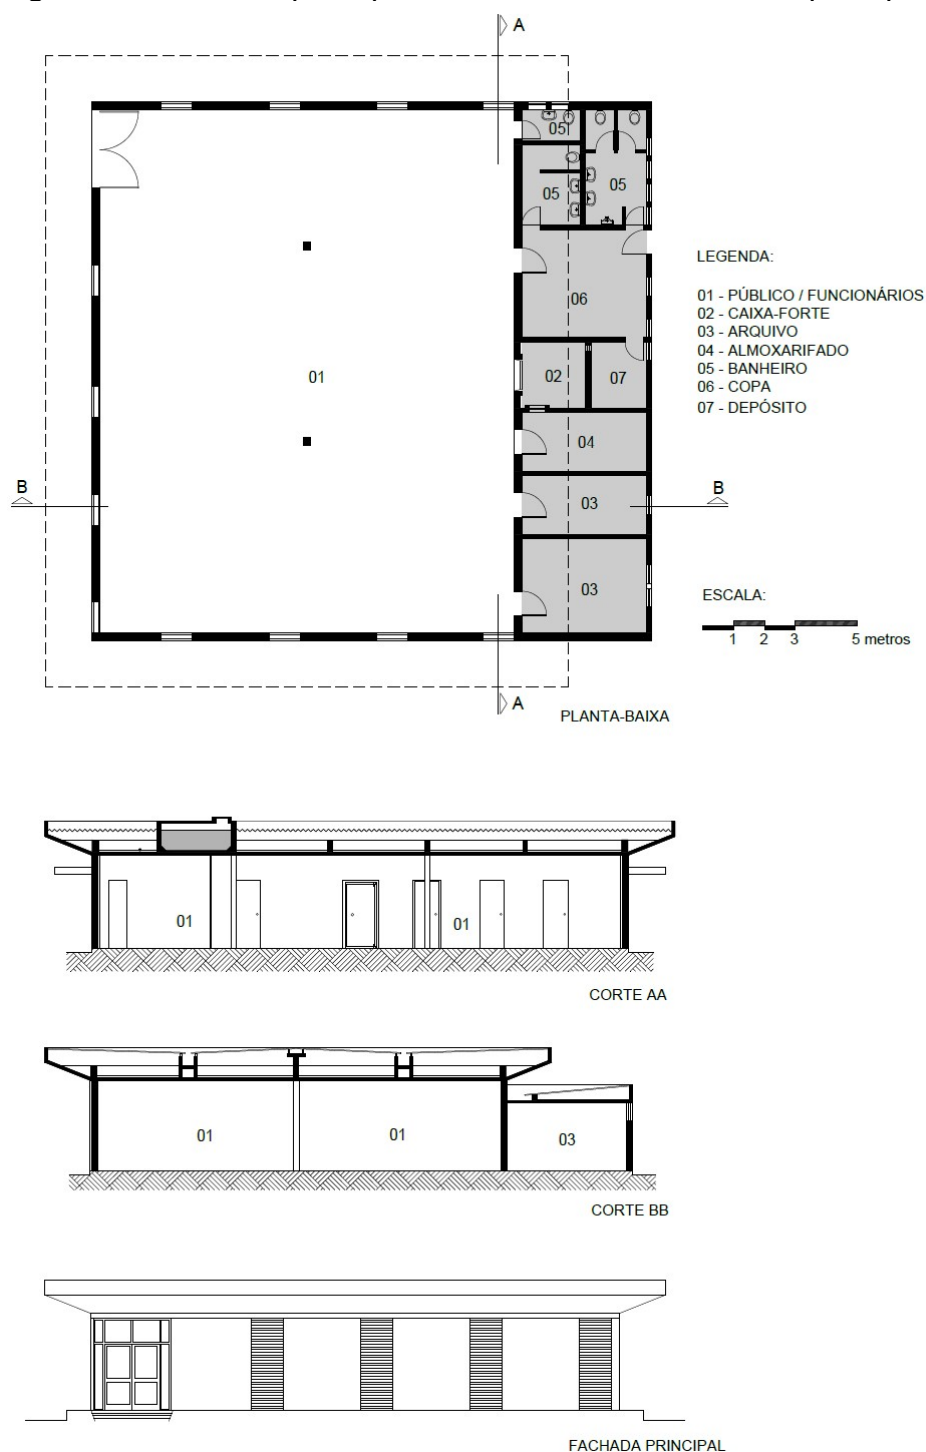 A
05
05
05
06
02
07
01
04
B
B
03
03
A
LEGENDA:
01 - PÚBLICO / FUNCIONÁRIOS
02 - CAIXA-FORTE
03 - ARQUIVO
04 - ALMOXARIFADO
05 - BANHEIRO
06 - COPA
07 - DEPÓSITO
ESCALA:
1 2 3 5 metros
PLANTA-BAIXA
01 01
CORTE AA
01 01 03
CORTE BB
FACHADA PRINCIPAL